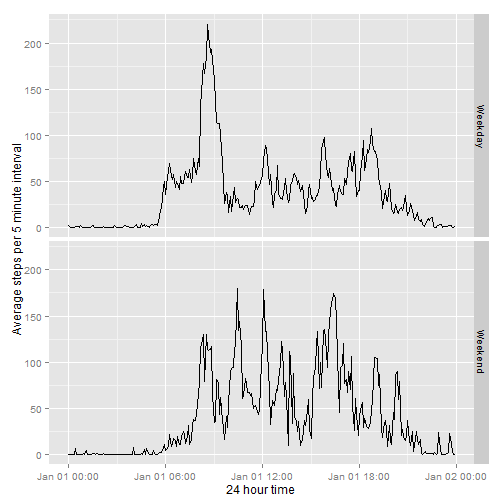 Average steps per 5 minute interval
200
150
100
50
0
Weekday
200
150
100
50
0
Weekend
Jan 01 00:00 Jan 01 06:00 Jan 01 12:00 Jan 01 18:00 Jan 02 00:00
24 hour time